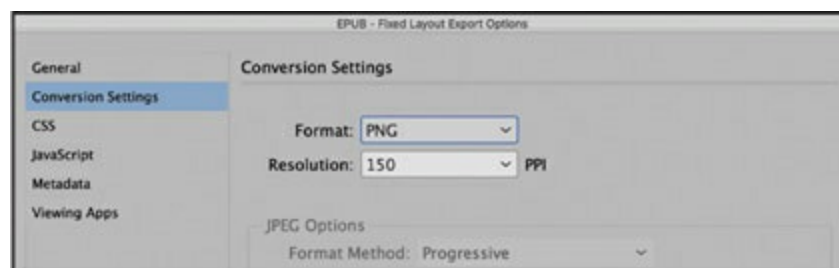 EPUB - Fixed Layout Export Options
General
Conversion Settings
CSS
JavaScript
Metadata
Viewing Apps
Conversion Settings
Format: PNG
Resolution: 150 PPI
JPEG Options
Format Method: Progressive